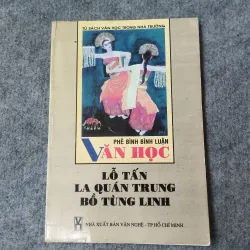 TỦ SÁCH VĂN HỌC TRONG NHÀ TRƯỜNG
PHÊ BÌNH BÌNH LUẬN
VĂN HỌC
LỖ TẤN
LA QUÁN TRUNG
BỒ TÙNG LINH
NHÀ XUẤT BẢN VĂN NGHỆ - TP HỒ CHÍ MINH